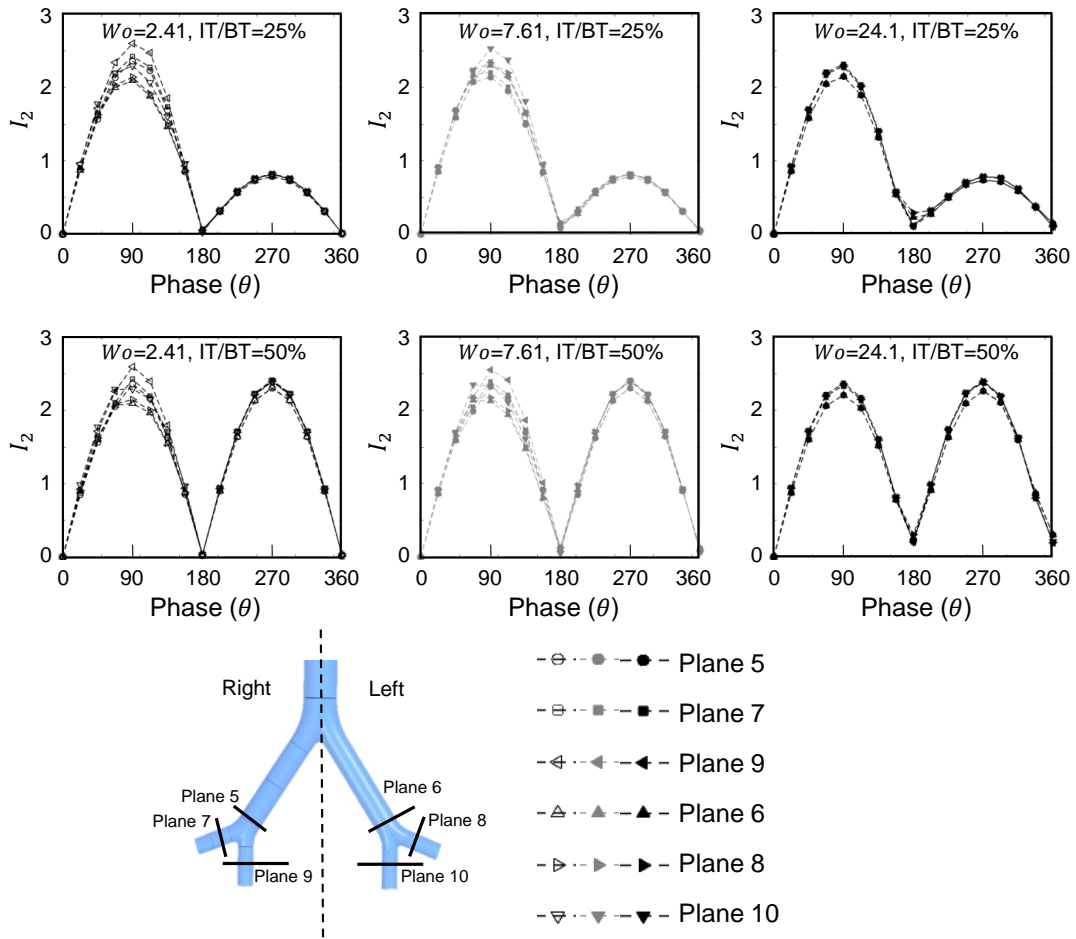 Wo=2.41, IT/BT=25%
3
2
1
0
I₂
0 90 180 270 360
Phase (θ)
Wo=7.61, IT/BT=25%
3
2
1
0
I₂
0 90 180 270 360
Phase (θ)
Wo=24.1, IT/BT=25%
3
2
1
0
I₂
0 90 180 270 360
Phase (θ)
Wo=2.41, IT/BT=50%
3
2
1
0
I₂
0 90 180 270 360
Phase (θ)
Wo=7.61, IT/BT=50%
3
2
1
0
I₂
0 90 180 270 360
Phase (θ)
Wo=24.1, IT/BT=50%
3
2
1
0
I₂
0 90 180 270 360
Phase (θ)
Right
Left
Plane 5
Plane 6
Plane 7
Plane 8
Plane 9
Plane 10
Plane 5
Plane 7
Plane 9
Plane 6
Plane 8
Plane 10